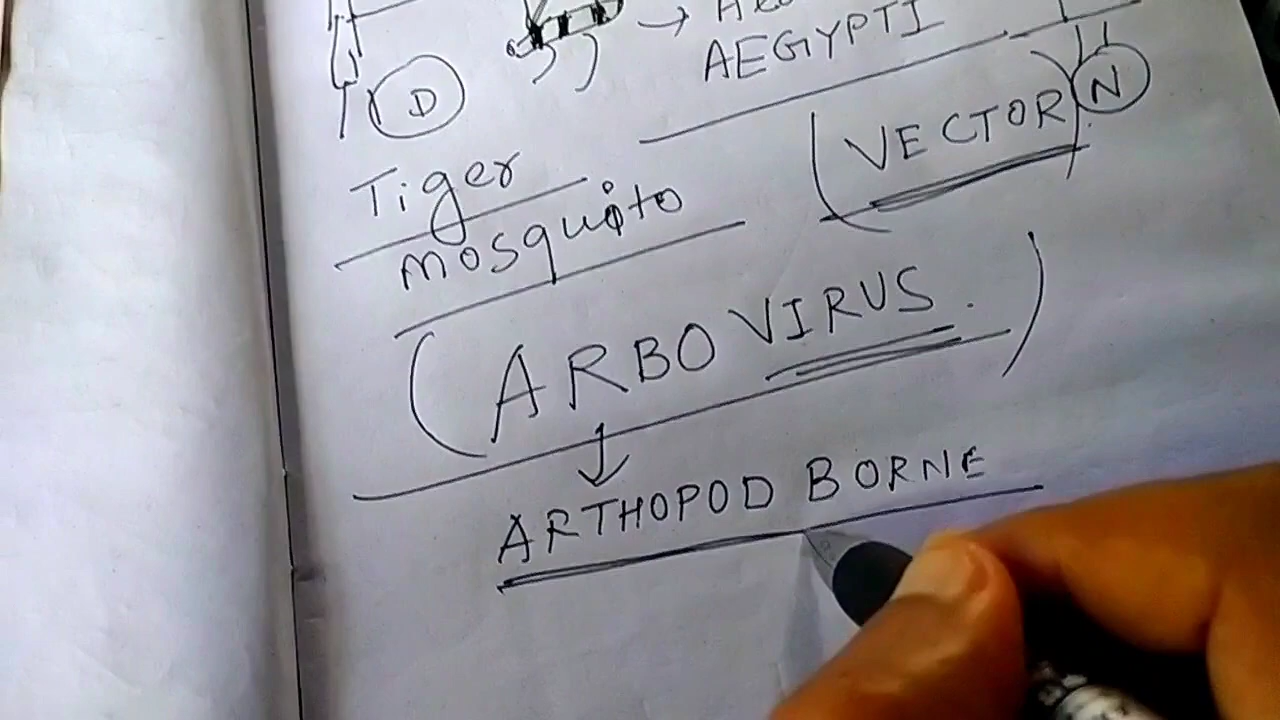 AEGYPTI
D
N
(VECTOR)
Tiger
mosquito
(ARBOVIRUS.)
ARTHOPOD BORNE